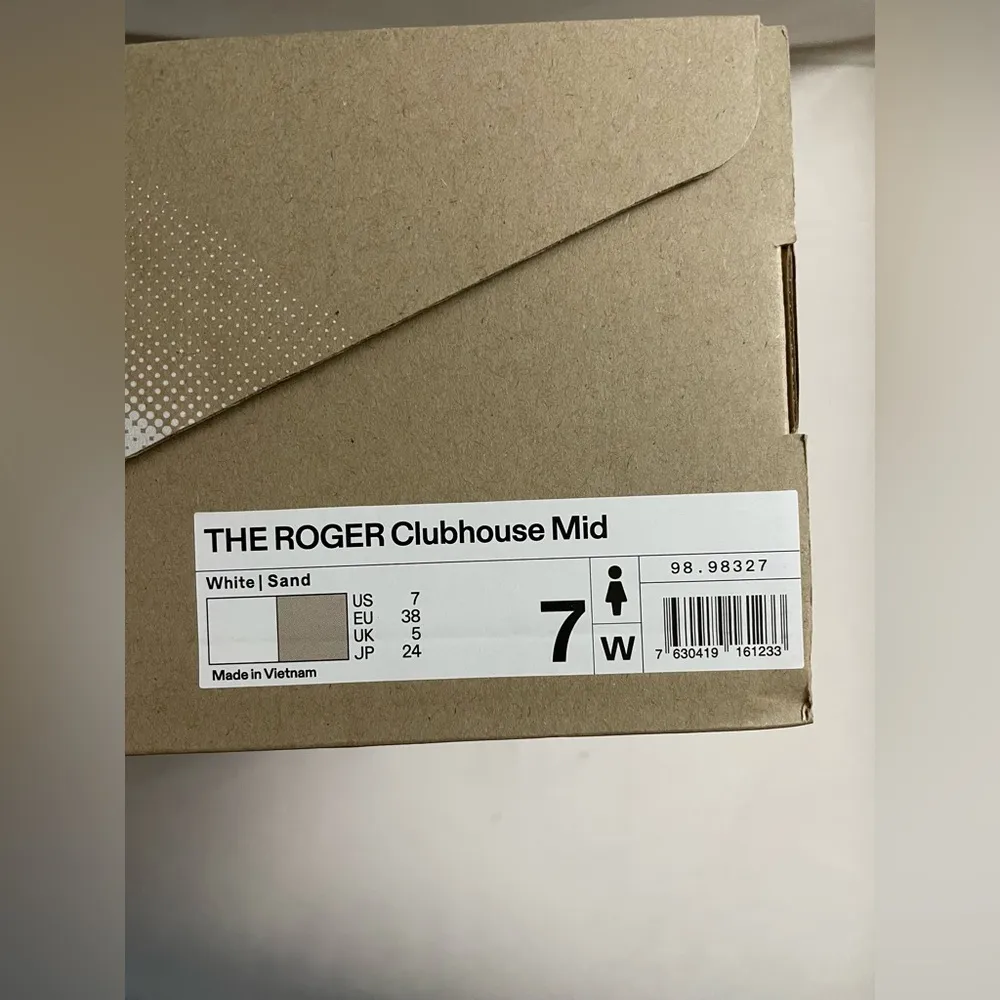 THE ROGER Clubhouse Mid
White | Sand
US 7
EU 38
UK 5
JP 24
Made in Vietnam
7
W
98.98327
7 630419 161233